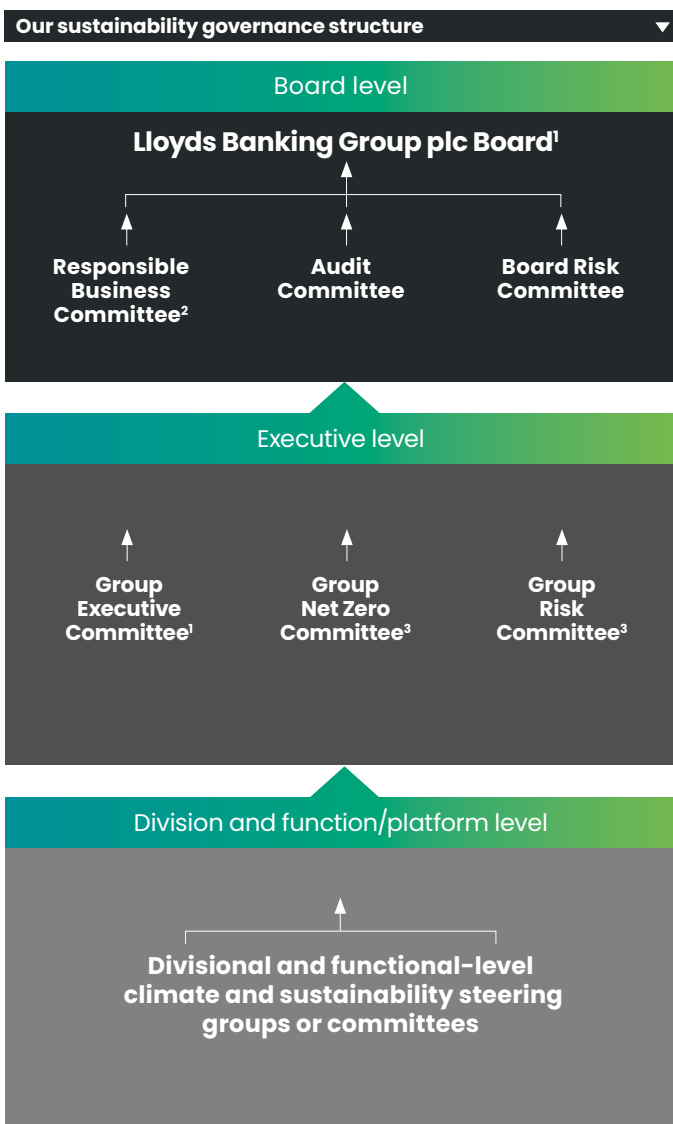 Our sustainability governance structure
Board level
Lloyds Banking Group plc Board¹
Responsible
Business
Committee²
Audit
Committee
Board Risk
Committee
Executive level
Group
Executive
Committee¹
Group
Net Zero
Committee³
Group
Risk
Committee³
Division and function/platform level
Divisional and functional-level
climate and sustainability steering
groups or committees